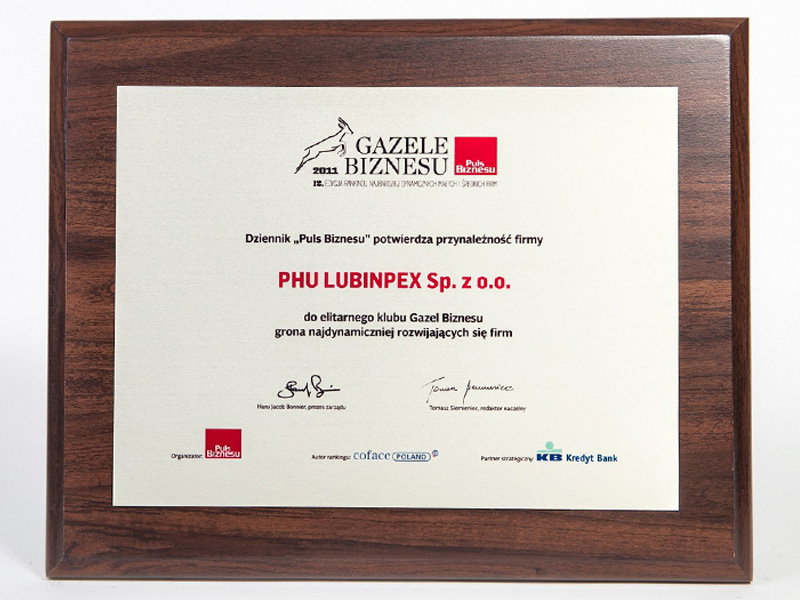 2011 GAZELE
BIZNESU
Puls
Biznesu
12. EDYCJA RANKINGU NAJBARDZIEJ DYNAMICZNYCH MAŁYCH I ŚREDNICH FIRM
Dziennik „Puls Biznesu” potwierdza przynależność firmy
PHU LUBINPEX Sp. z o.o.
do elitarnego klubu Gazel Biznesu
grona najdynamiczniej rozwijających się firm
Hans Jacob Bonnier, prezes zarządu
Tomasz Siemieniec, redaktor naczelny
Organizator:
Puls
Biznesu
Autor rankingu: coface POLAND
Partner strategiczny: KB Kredyt Bank